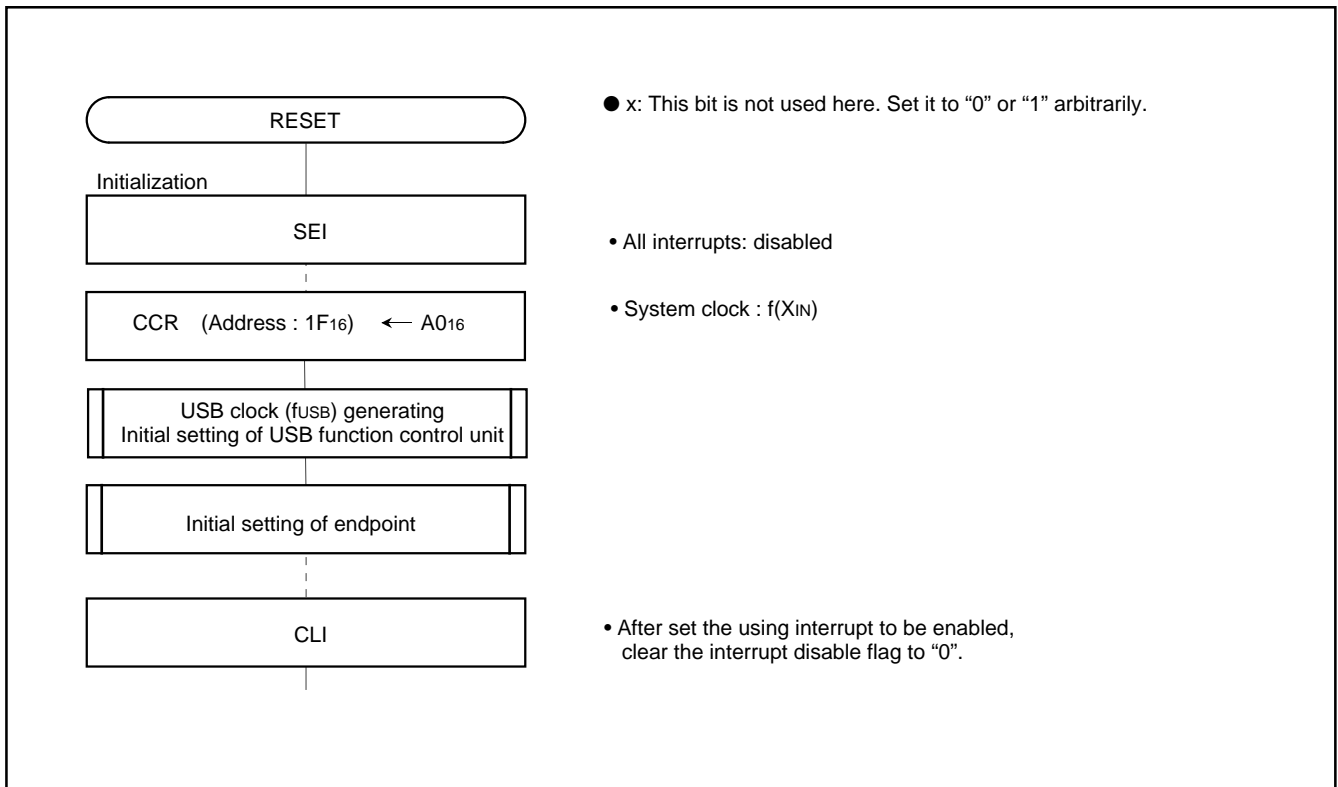 RESET
● x: This bit is not used here. Set it to “0” or “1” arbitrarily.
Initialization
SEI
• All interrupts: disabled
CCR (Address : 1F16) ← A016
• System clock : f(XIN)
USB clock (fUSB) generating
Initial setting of USB function control unit
Initial setting of endpoint
CLI
• After set the using interrupt to be enabled,
clear the interrupt disable flag to “0”.